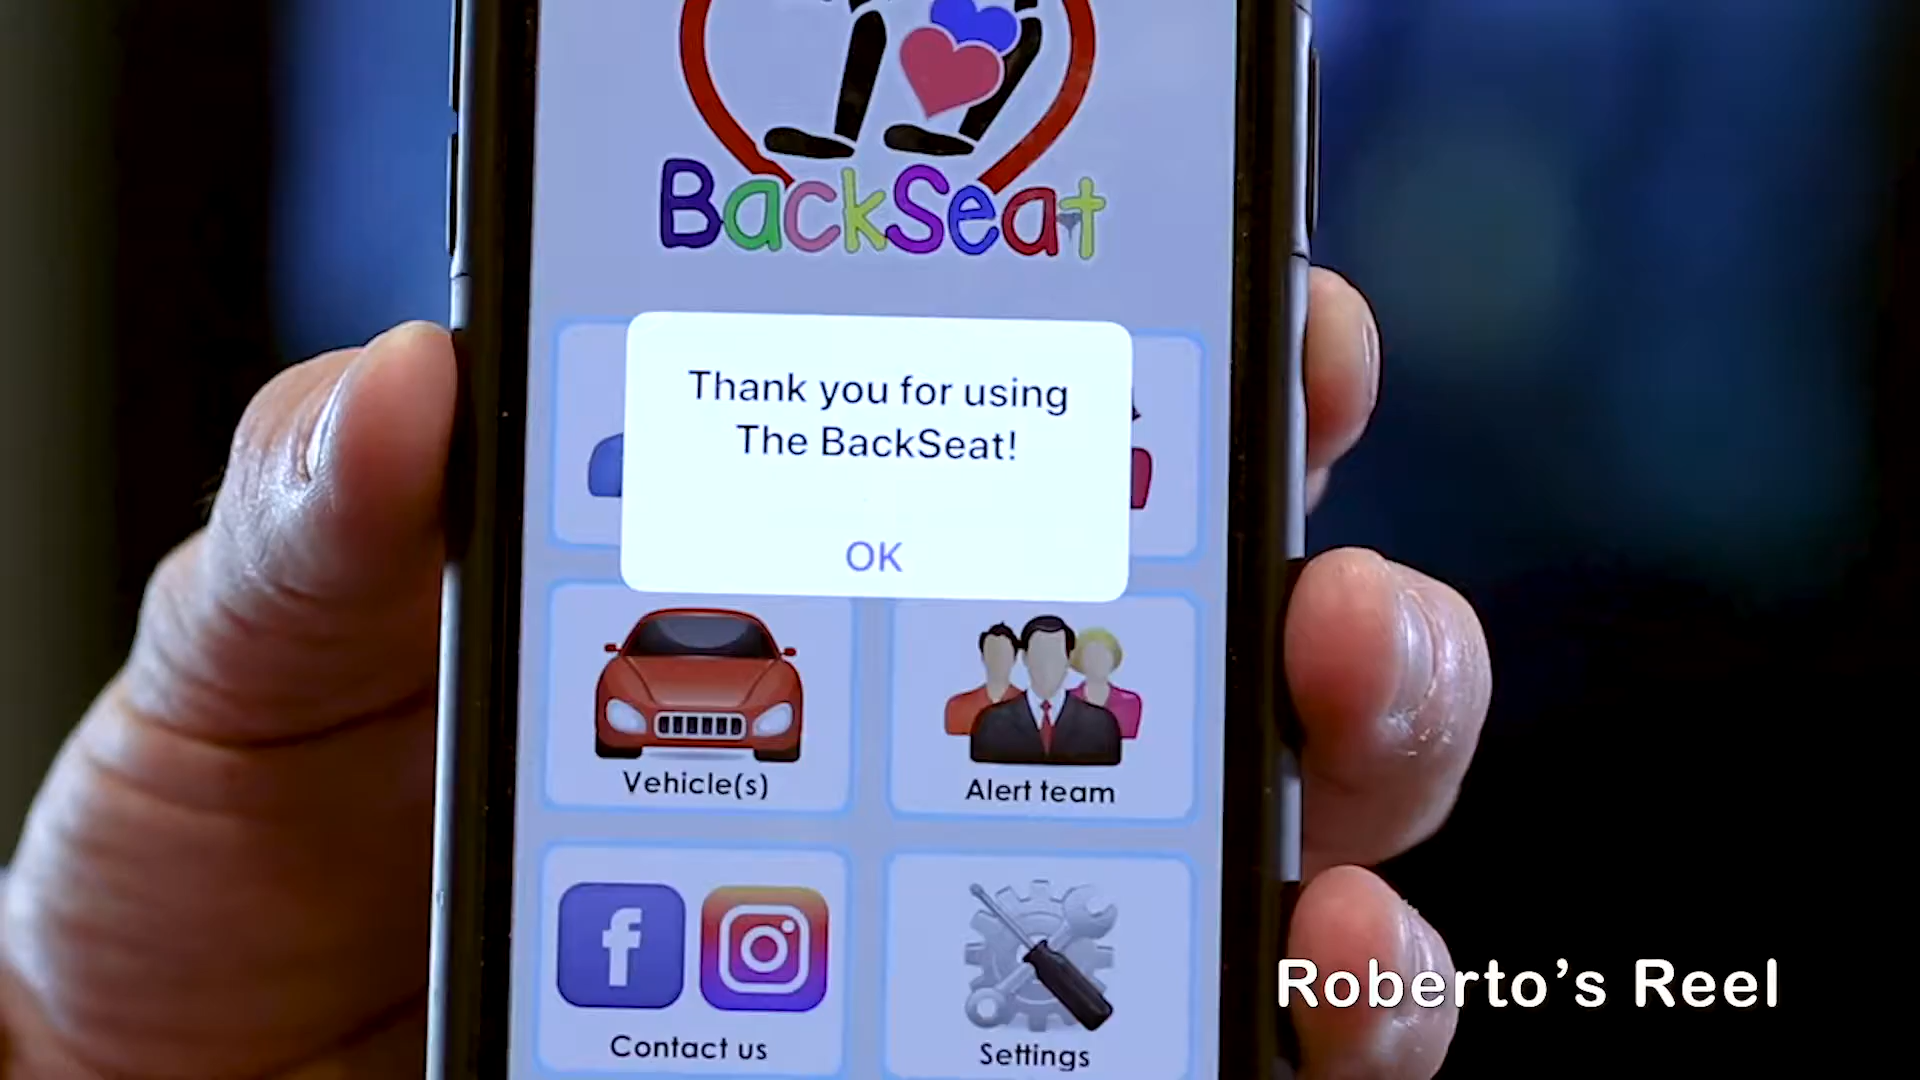 BackSeat
Thank you for using
The BackSeat!
OK
Vehicle(s)
Alert team
Contact us
Settings
Roberto's Reel